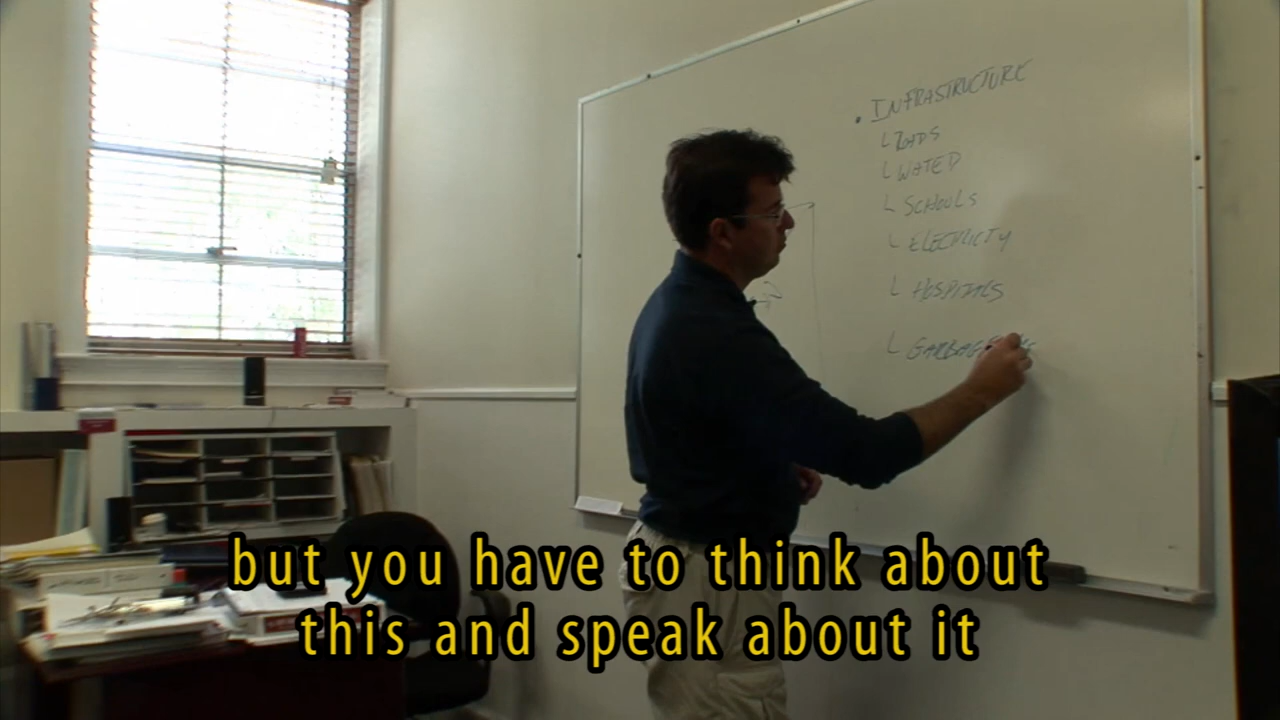 • INFRASTRUCTURE
L ROADS
L WATER
L SCHOOLS
L ELECTRICITY
L HOSPITALS
L GARBAGE
but you have to think about
this and speak about it